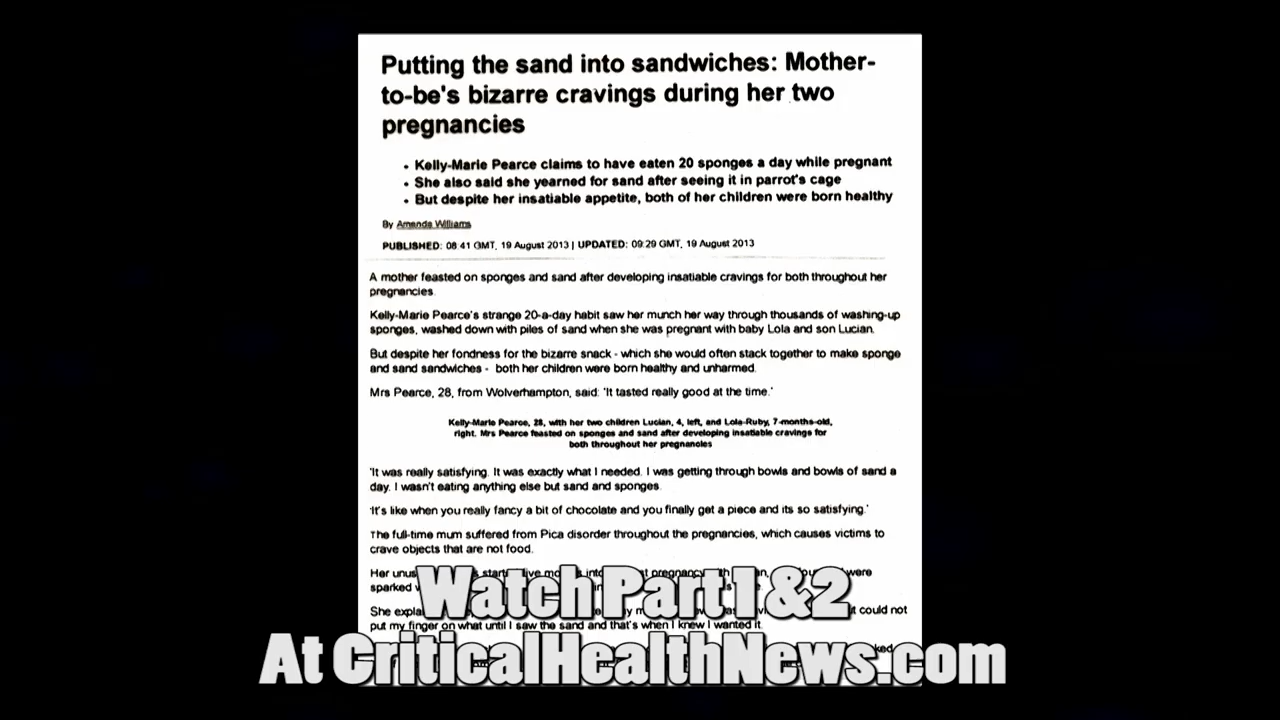 Putting the sand into sandwiches: Mother-
to-be's bizarre cravings during her two
pregnancies
• Kelly-Marie Pearce claims to have eaten 20 sponges a day while pregnant
• She also said she yearned for sand after seeing it in parrot's cage
• But despite her insatiable appetite, both of her children were born healthy
By Amanda Williams
PUBLISHED: 08:41 GMT, 19 August 2013 | UPDATED: 09:29 GMT, 19 August 2013
A mother feasted on sponges and sand after developing insatiable cravings for both throughout her
pregnancies.
Kelly-Marie Pearce's strange 20-a-day habit saw her munch her way through thousands of washing-up
sponges, washed down with piles of sand when she was pregnant with baby Lola and son Lucian.
But despite her fondness for the bizarre snack - which she would often stack together to make sponge
and sand sandwiches - both her children were born healthy and unharmed.
Mrs Pearce, 28, from Wolverhampton, said: 'It tasted really good at the time.'
Kelly-Marie Pearce, 28, with her two children Lucian, 4, left, and Lola-Ruby, 7-months-old,
right. Mrs Pearce feasted on sponges and sand after developing insatiable cravings for
both throughout her pregnancies
'It was really satisfying. It was exactly what I needed. I was getting through bowls and bowls of sand a
day. I wasn't eating anything else but sand and sponges.
'It's like when you really fancy a bit of chocolate and you finally get a piece and its so satisfying.'
The full-time mum suffered from Pica disorder throughout the pregnancies, which causes victims to
crave objects that are not food.
Her were
sparked
She could not
put my finger on what until I saw the sand and that's when I knew I wanted it.
Watch Part 1 & 2
At CriticalHealthNews.com